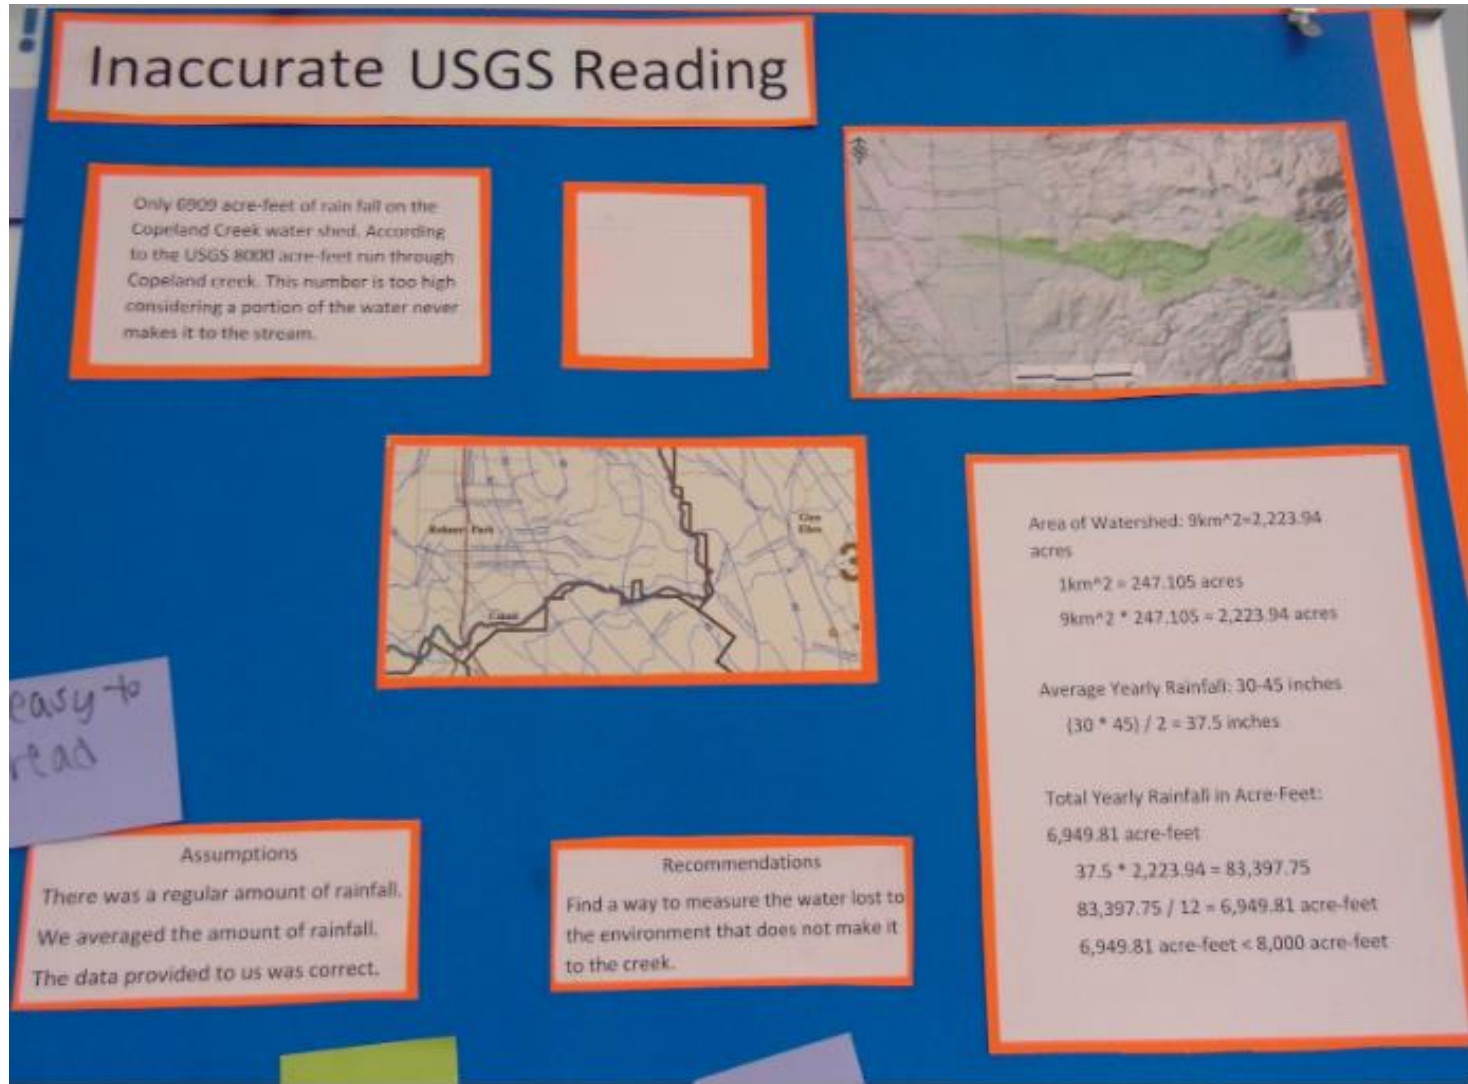 Inaccurate USGS Reading
Only 6909 acre-feet of rain fall on the
Copeland Creek water shed. According
to the USGS 8000 acre-feet run through
Copeland creek. This number is too high
considering a portion of the water never
makes it to the stream.
Rohnert Park
Glen
Ellen
3
Cotati
Area of Watershed: 9km^2=2,223.94
acres
1km^2 = 247.105 acres
9km^2 * 247.105 = 2,223.94 acres
Average Yearly Rainfall: 30-45 inches
(30 * 45) / 2 = 37.5 inches
Total Yearly Rainfall in Acre-Feet:
6,949.81 acre-feet
37.5 * 2,223.94 = 83,397.75
83,397.75 / 12 = 6,949.81 acre-feet
6,949.81 acre-feet < 8,000 acre-feet
easy to
read
Assumptions
There was a regular amount of rainfall.
We averaged the amount of rainfall.
The data provided to us was correct.
Recommendations
Find a way to measure the water lost to
the environment that does not make it
to the creek.